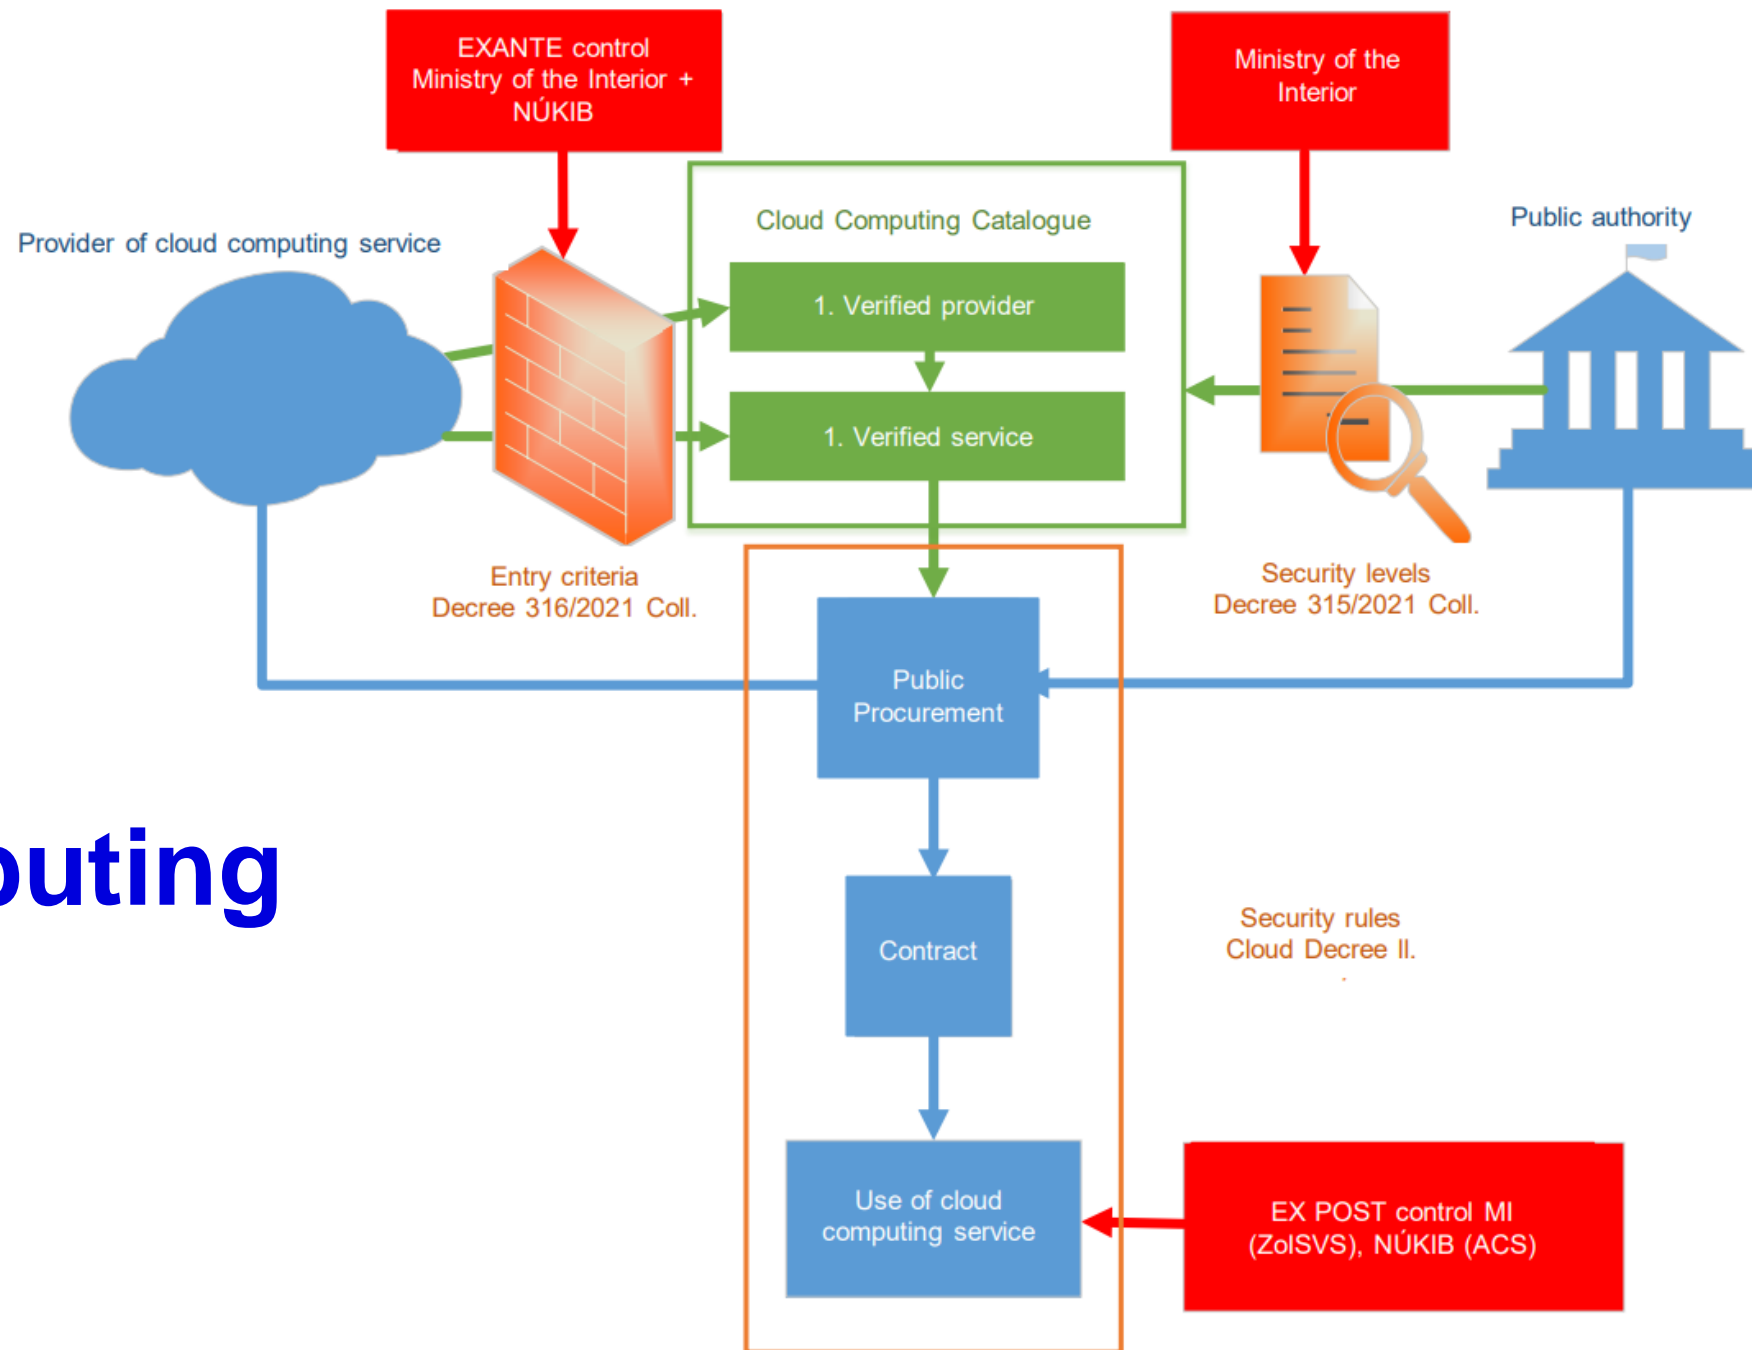 EXANTE control
Ministry of the Interior +
NÚKIB
Ministry of the
Interior
Provider of cloud computing service
Cloud Computing Catalogue
Public authority
1. Verified provider
1. Verified service
Entry criteria
Decree 316/2021 Coll.
Security levels
Decree 315/2021 Coll.
Public
Procurement
puting
Contract
Security rules
Cloud Decree II.
Use of cloud
computing service
EX POST control MI
(ZoISVS), NÚKIB (ACS)